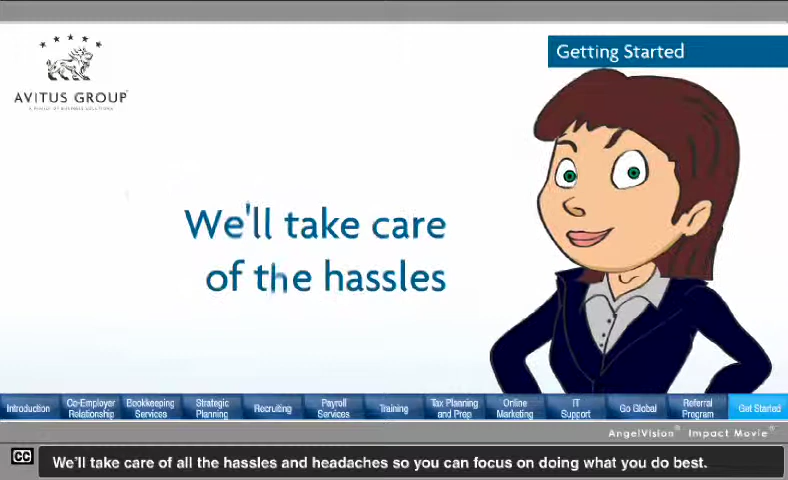 AVITUS GROUP
Getting Started
We'll take care
of the hassles
Introduction
Co-Employer
Relationship
Bookkeeping
Services
Strategic
Planning
Recruiting
Payroll
Services
Training
Tax Planning
and Prep
Online
Marketing
IT
Support
Go Global
Referral
Program
Get Started
AngelVision® Impact Movie®
CC
We'll take care of all the hassles and headaches so you can focus on doing what you do best.